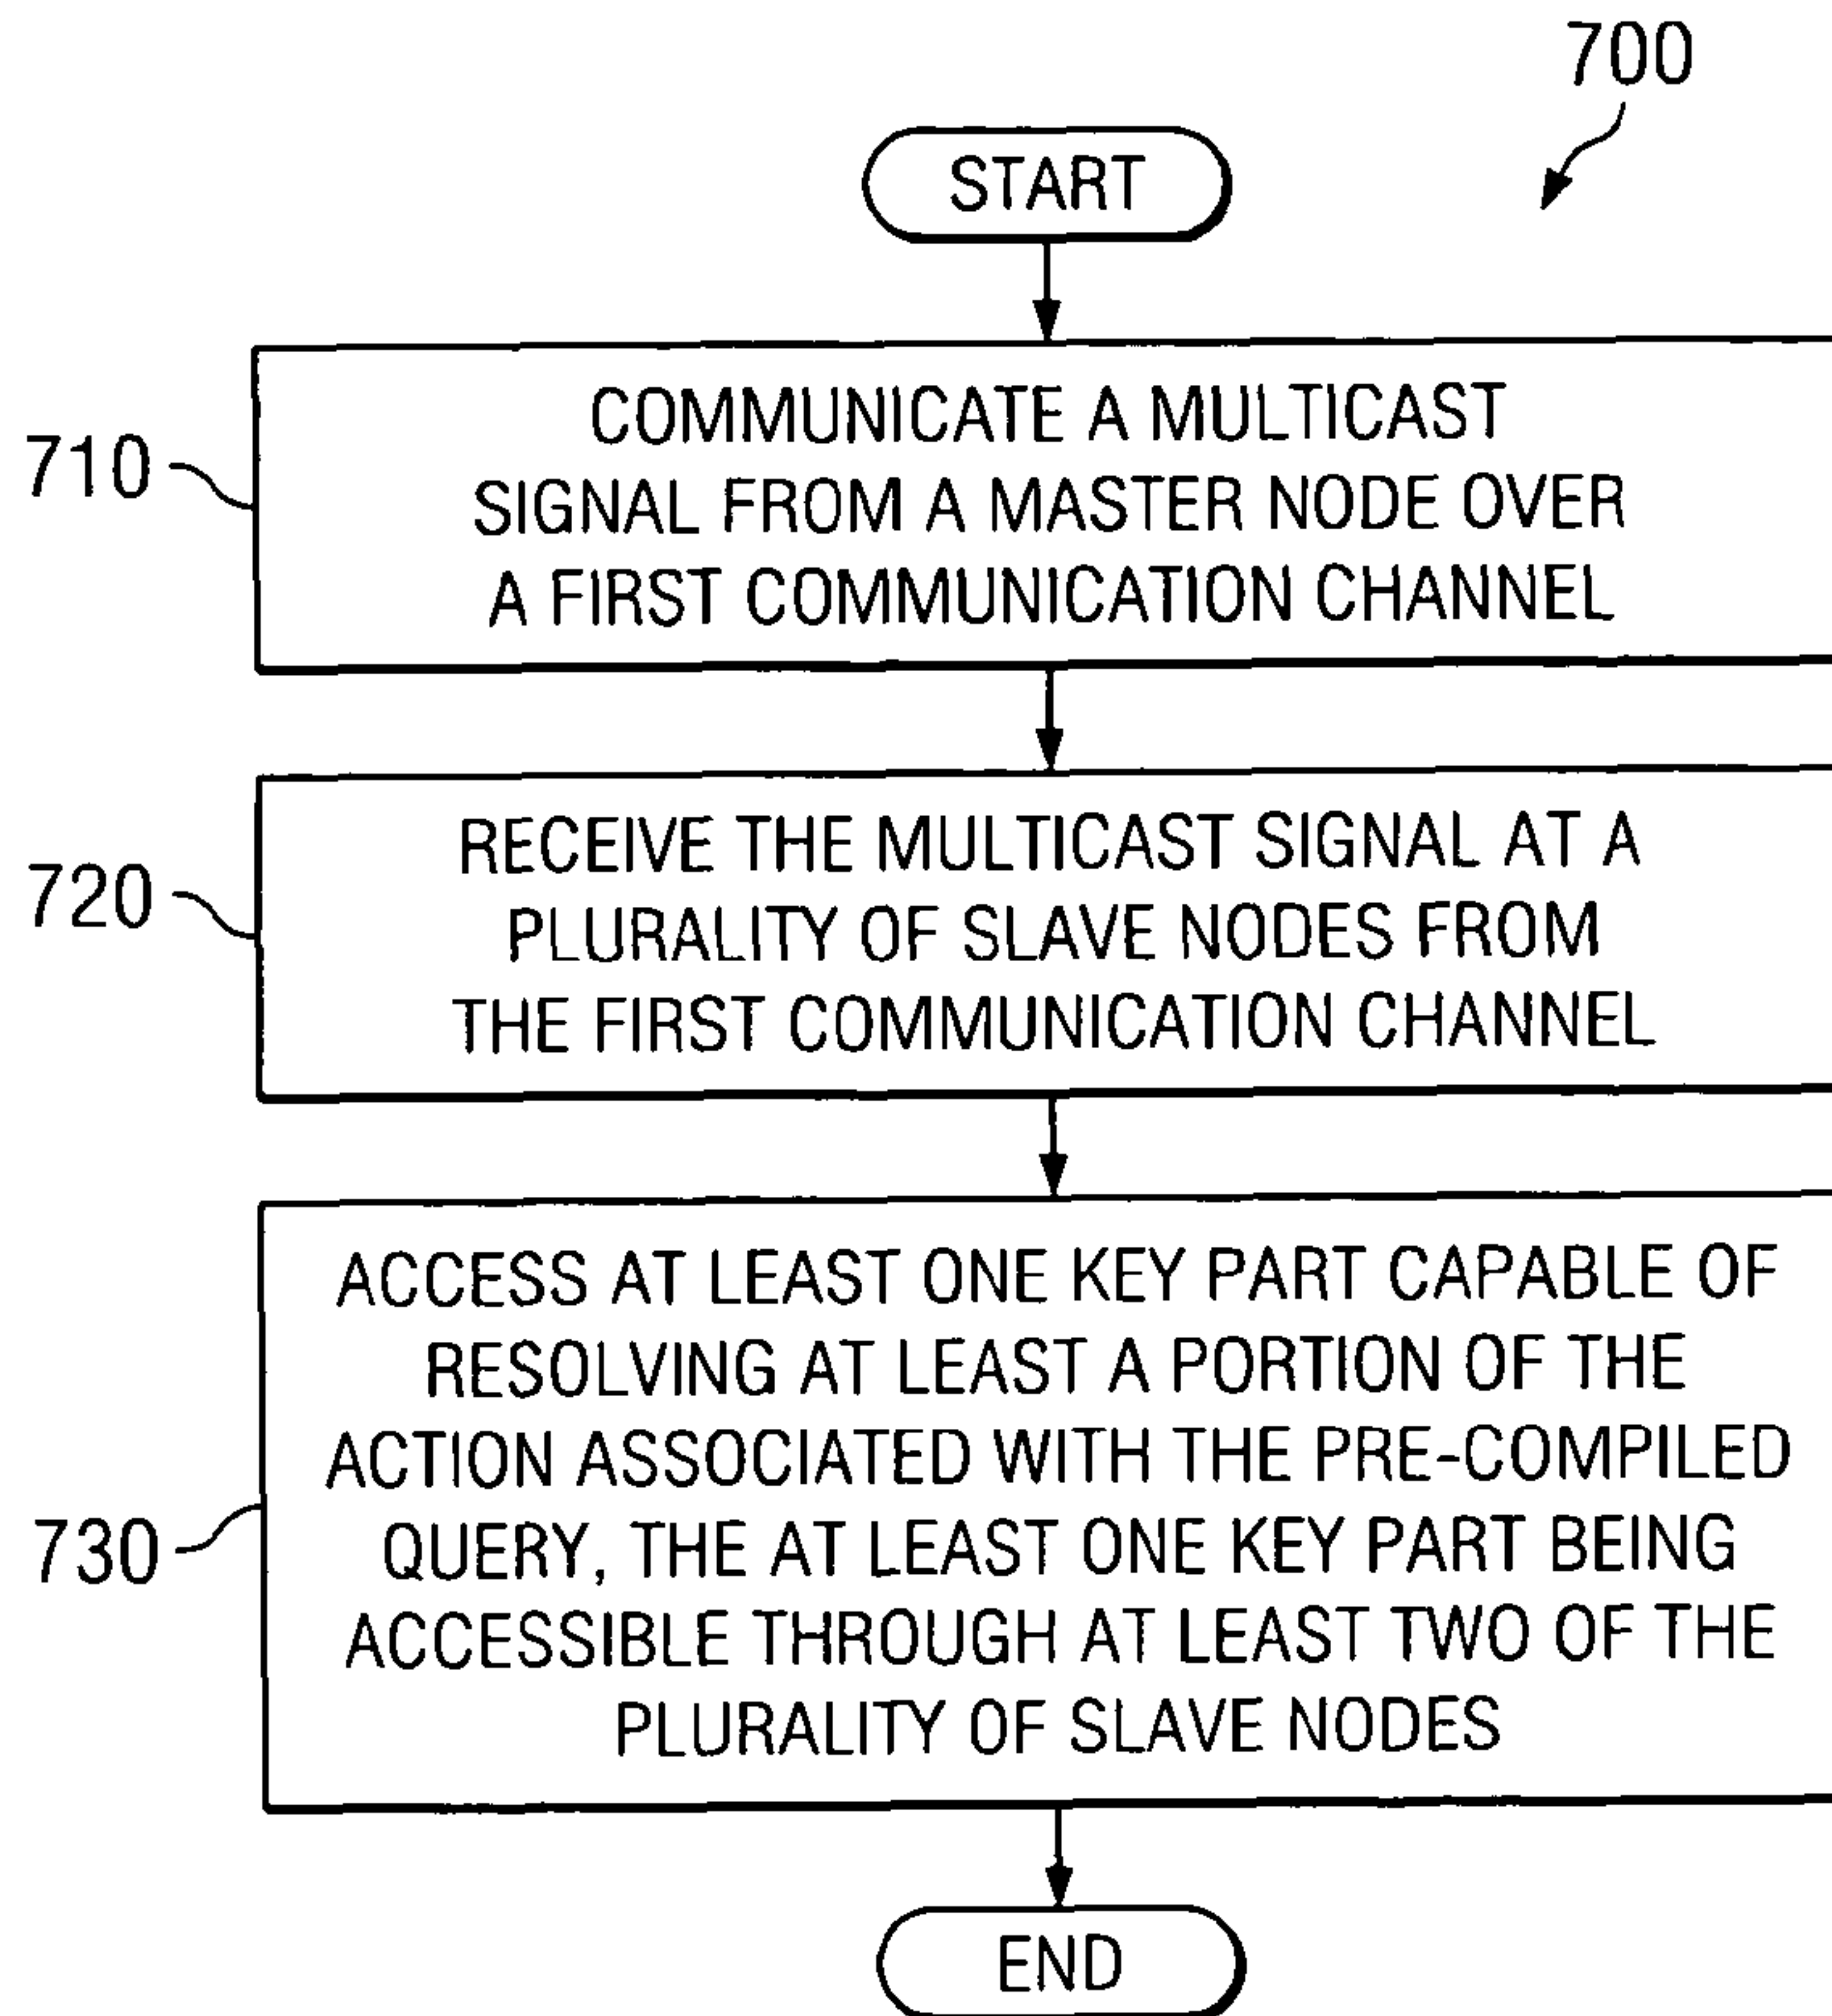 700
START
710
COMMUNICATE A MULTICAST
SIGNAL FROM A MASTER NODE OVER
A FIRST COMMUNICATION CHANNEL
720
RECEIVE THE MULTICAST SIGNAL AT A
PLURALITY OF SLAVE NODES FROM
THE FIRST COMMUNICATION CHANNEL
730
ACCESS AT LEAST ONE KEY PART CAPABLE OF
RESOLVING AT LEAST A PORTION OF THE
ACTION ASSOCIATED WITH THE PRE-COMPILED
QUERY, THE AT LEAST ONE KEY PART BEING
ACCESSIBLE THROUGH AT LEAST TWO OF THE
PLURALITY OF SLAVE NODES
END